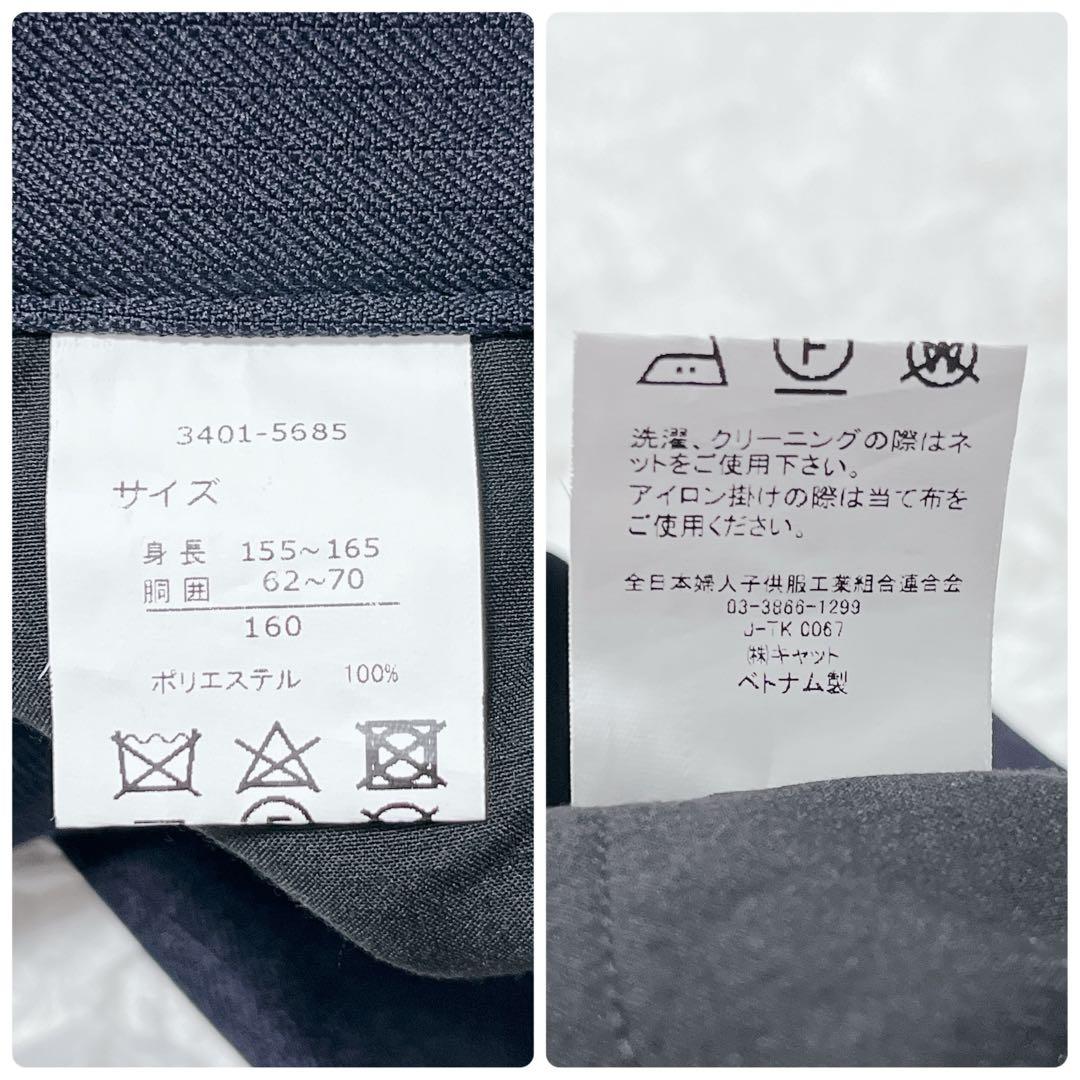 3401-5685
サイズ
身長 155~165
胴囲 62~70
160
ポリエステル 100%
F
W
洗濯、クリーニングの際はネ
ットをご使用下さい。
アイロン掛けの際は当て布を
ご使用ください。
全日本婦人子供服工業組合連合会
03-3866-1299
J-TK 0067
㈱キャット
ベトナム製